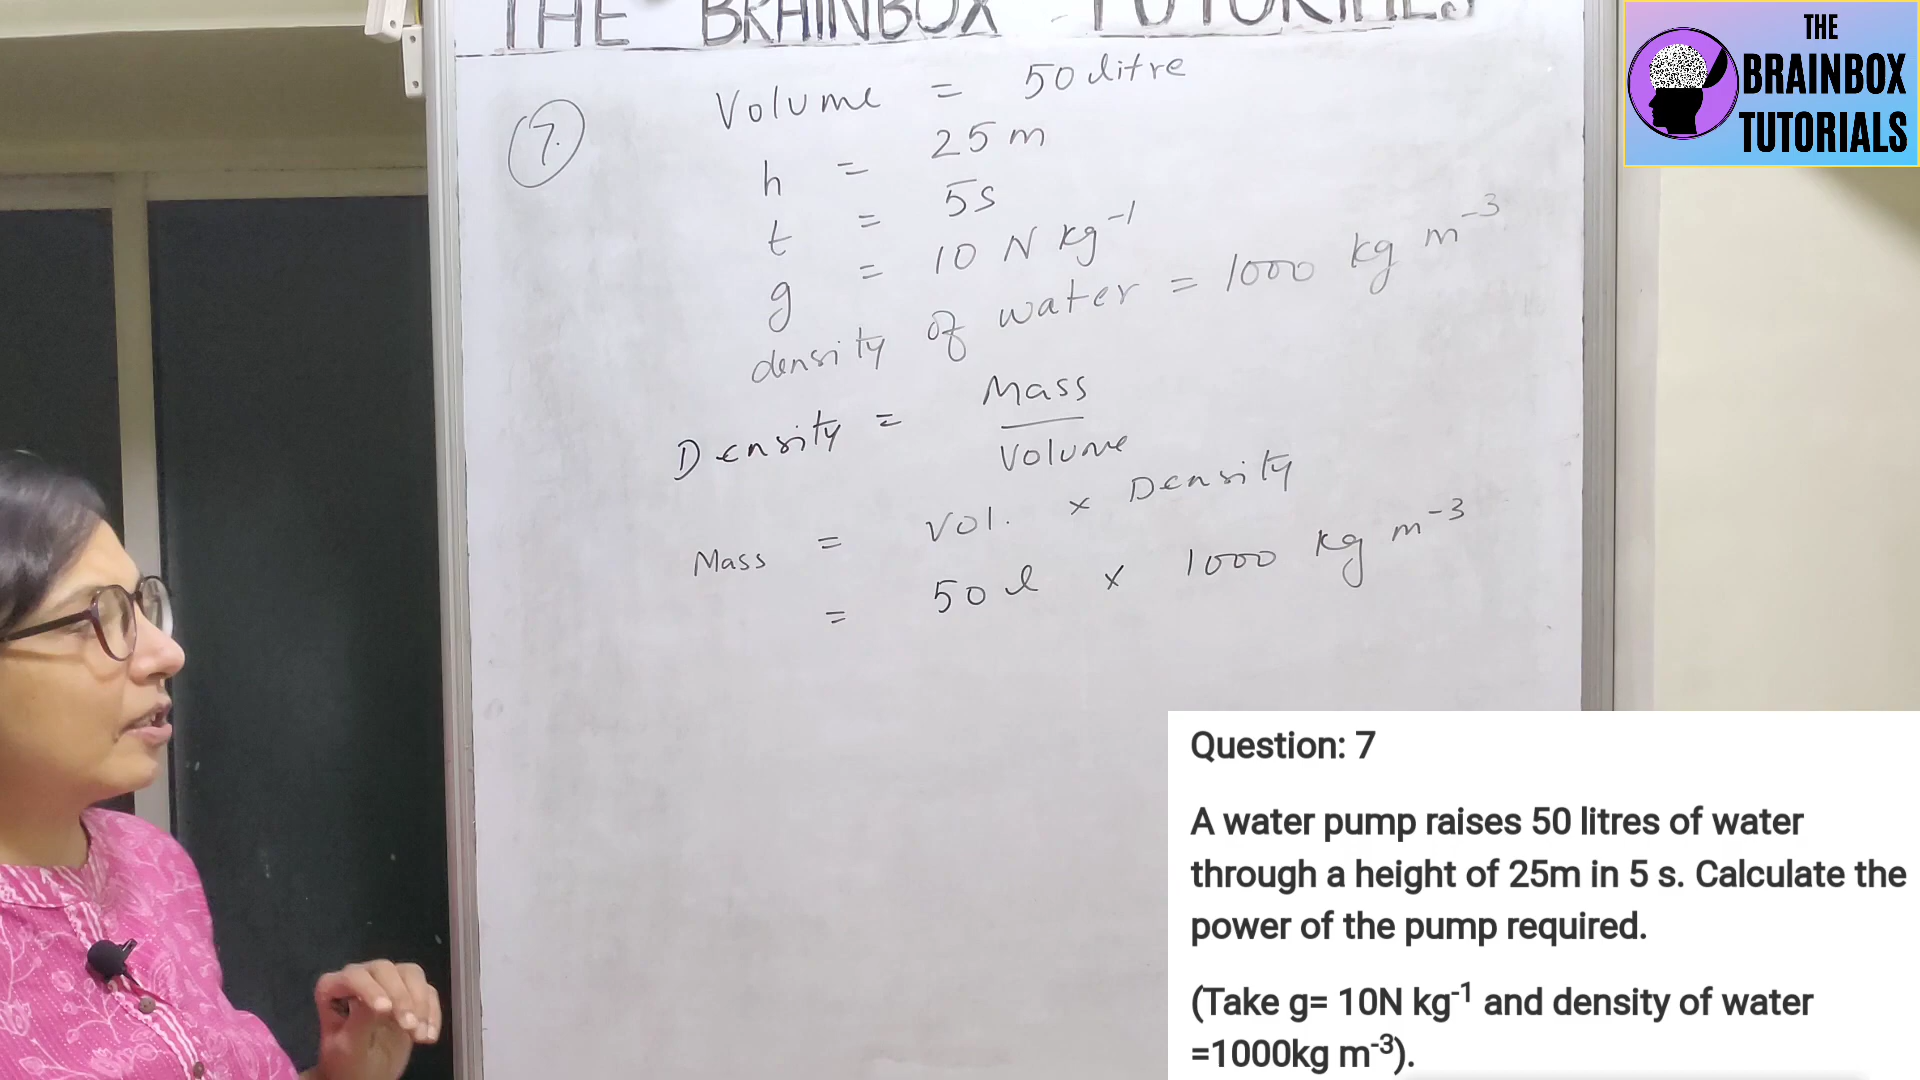 THE BRAINBOX TUTORIALS
THE
BRAINBOX
TUTORIALS
7.
Volume = 50 litre
h = 25 m
t = 5s
g = 10 N kg⁻¹
density of water = 1000 kg m⁻³
Density = Mass
Volume
Mass = Vol. × Density
= 50 l × 1000 kg m⁻³
Question: 7
A water pump raises 50 litres of water
through a height of 25m in 5 s. Calculate the
power of the pump required.
(Take g= 10N kg⁻¹ and density of water
=1000kg m⁻³).